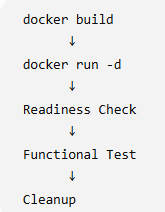 docker build
↓
docker run -d
↓
Readiness Check
↓
Functional Test
↓
Cleanup